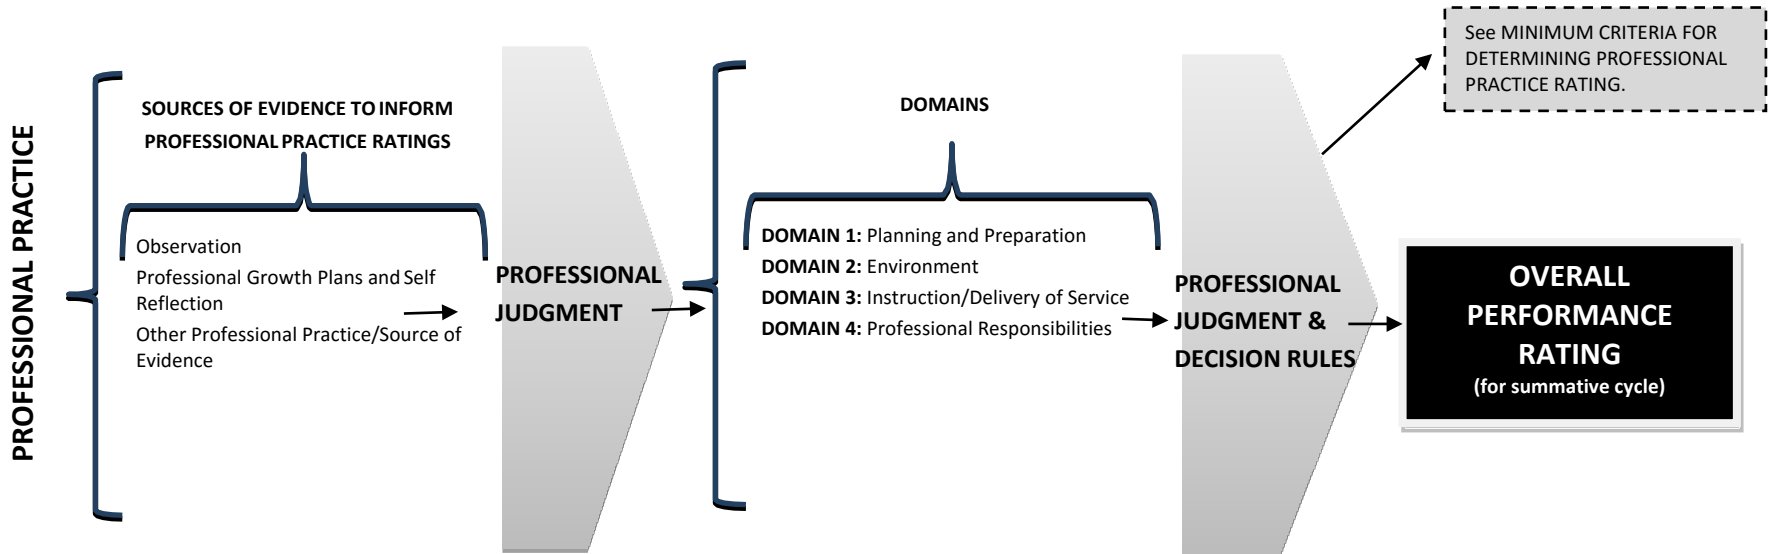 PROFESSIONAL PRACTICE
SOURCES OF EVIDENCE TO INFORM
PROFESSIONAL PRACTICE RATINGS
Observation
Professional Growth Plans and Self
Reflection
Other Professional Practice/Source of
Evidence
PROFESSIONAL
JUDGMENT
DOMAINS
DOMAIN 1: Planning and Preparation
DOMAIN 2: Environment
DOMAIN 3: Instruction/Delivery of Service
DOMAIN 4: Professional Responsibilities
PROFESSIONAL
JUDGMENT &
DECISION RULES
See MINIMUM CRITERIA FOR
DETERMINING PROFESSIONAL
PRACTICE RATING.
OVERALL
PERFORMANCE
RATING
(for summative cycle)